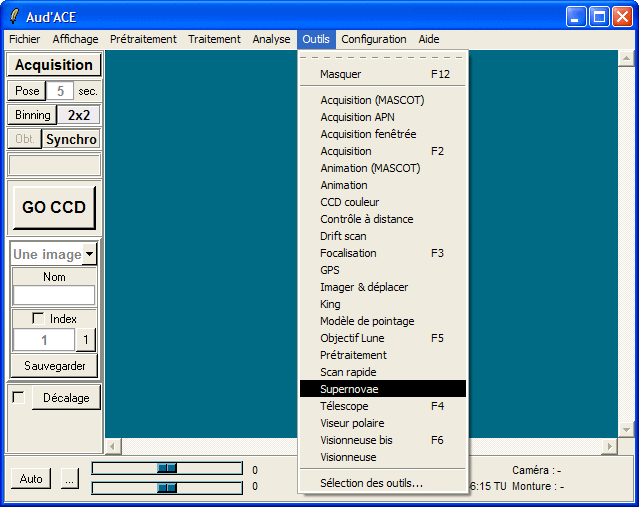 Aud'ACE
Fichier Affichage Prétraitement Traitement Analyse Outils Configuration Aide
Acquisition
Pose 5 sec.
Binning 2x2
Obt. Synchro
GO CCD
Une image
Nom
Index
1 1
Sauvegarder
Décalage
Masquer F12
Acquisition (MASCOT)
Acquisition APN
Acquisition fenêtrée
Acquisition F2
Animation (MASCOT)
Animation
CCD couleur
Contrôle à distance
Drift scan
Focalisation F3
GPS
Imager & déplacer
King
Modèle de pointage
Objectif Lune F5
Prétraitement
Scan rapide
Supernovae
Télescope F4
Viseur polaire
Visionneuse bis F6
Visionneuse
Sélection des outils...
Auto ... 0
0
Caméra : -
6:15 TU Monture : -